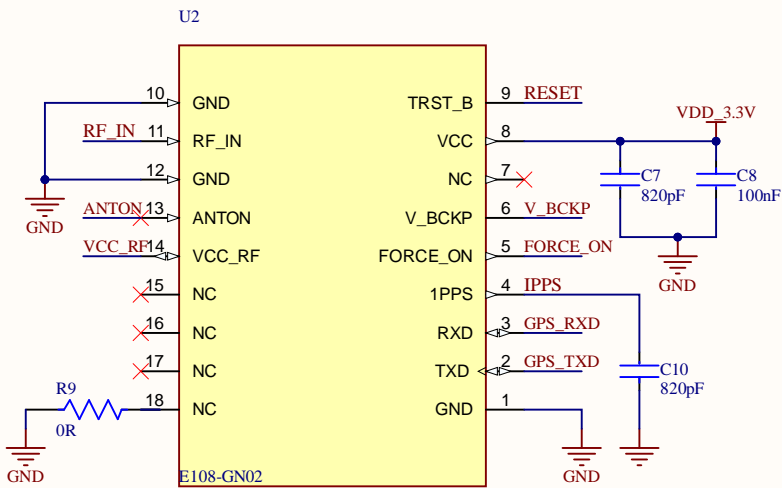 U2
10 GND
TRST_B 9 RESET
VDD_3.3V
RF_IN 11 RF_IN
VCC 8
12 GND
NC 7
C7
820pF
C8
100nF
GND
ANTON 13 ANTON
V_BCKP 6 V_BCKP
VCC_RF 14 VCC_RF
FORCE_ON 5 FORCE_ON
GND
15 NC
1PPS 4 IPPS
16 NC
RXD 3 GPS_RXD
17 NC
TXD 2 GPS_TXD
C10
820pF
R9
0R
18 NC
GND 1
GND
E108-GN02
GND
GND